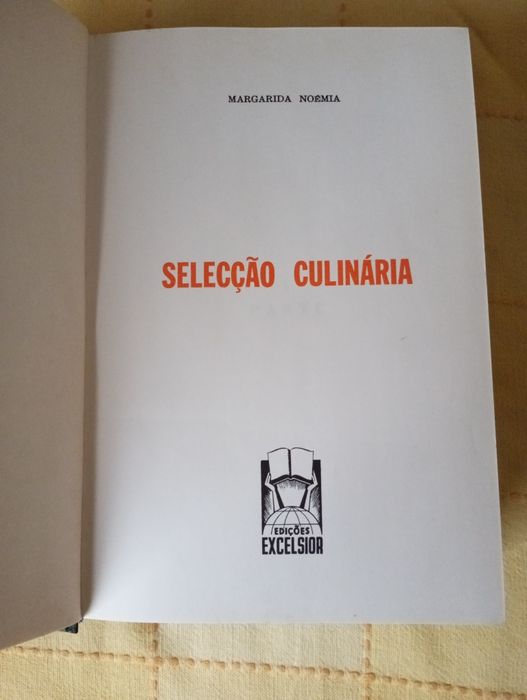 MARGARIDA NOÉMIA
SELECÇÃO CULINÁRIA
EDIÇÕES
EXCELSIOR